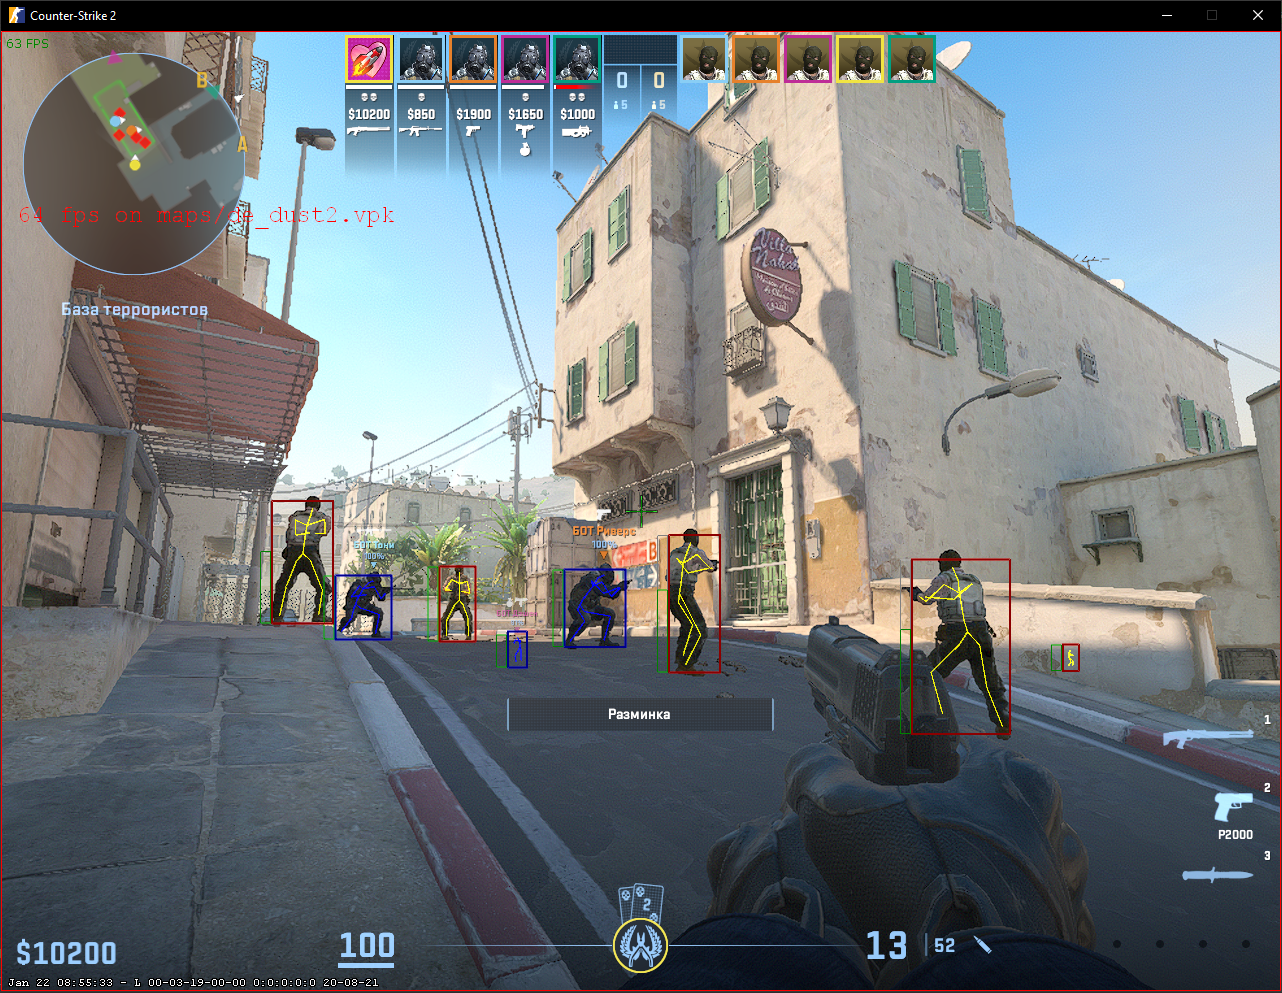 Counter-Strike 2
63 FPS
B
A
$10200 $850 $1900 $1650 $1000
0 0
5 5
64 fps on maps/de_dust2.vpk
База террористов
БОТ Тони
100%
БОТ Риверс
100%
B
Разминка
1
2
P2000
3
2
$10200
100
13 52
Jan 22 08:55:33 - L 00-03-19-00-00 0:0:0:0:0 20-08-21